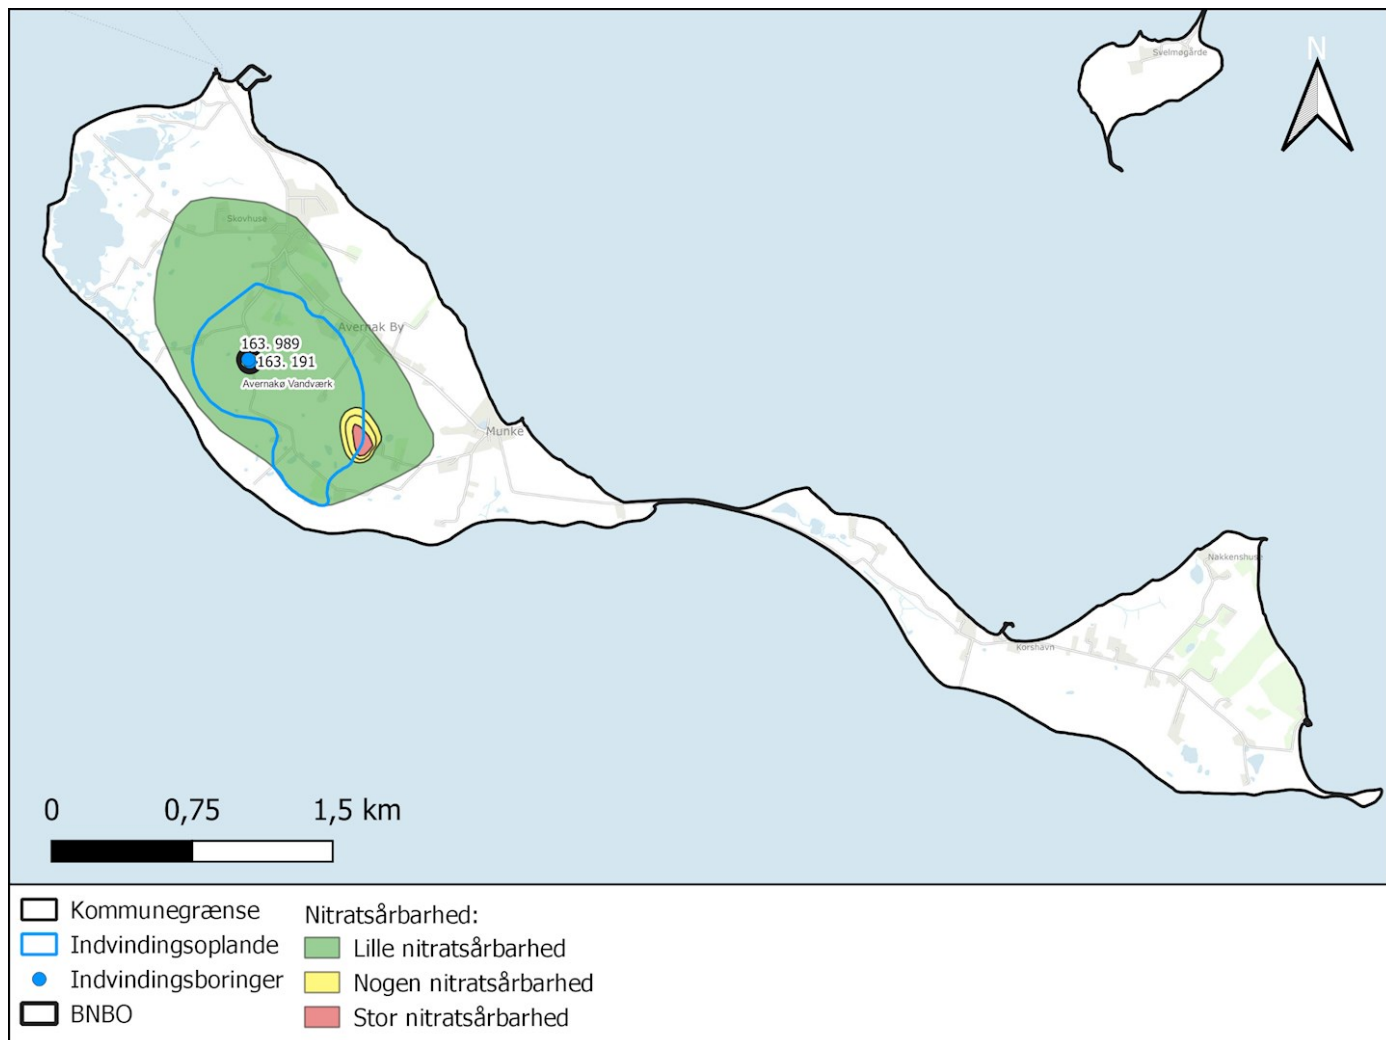 Svelmøgårde
N
Skovhuse
Avernak By
163. 989
163. 191
Avernakø Vandværk
Munke
Nakkenshuse
Korshavn
0 0,75 1,5 km
Kommunegrænse
Indvindingsoplande
Indvindingsboringer
BNBO
Nitratsårbarhed:
Lille nitratsårbarhed
Nogen nitratsårbarhed
Stor nitratsårbarhed